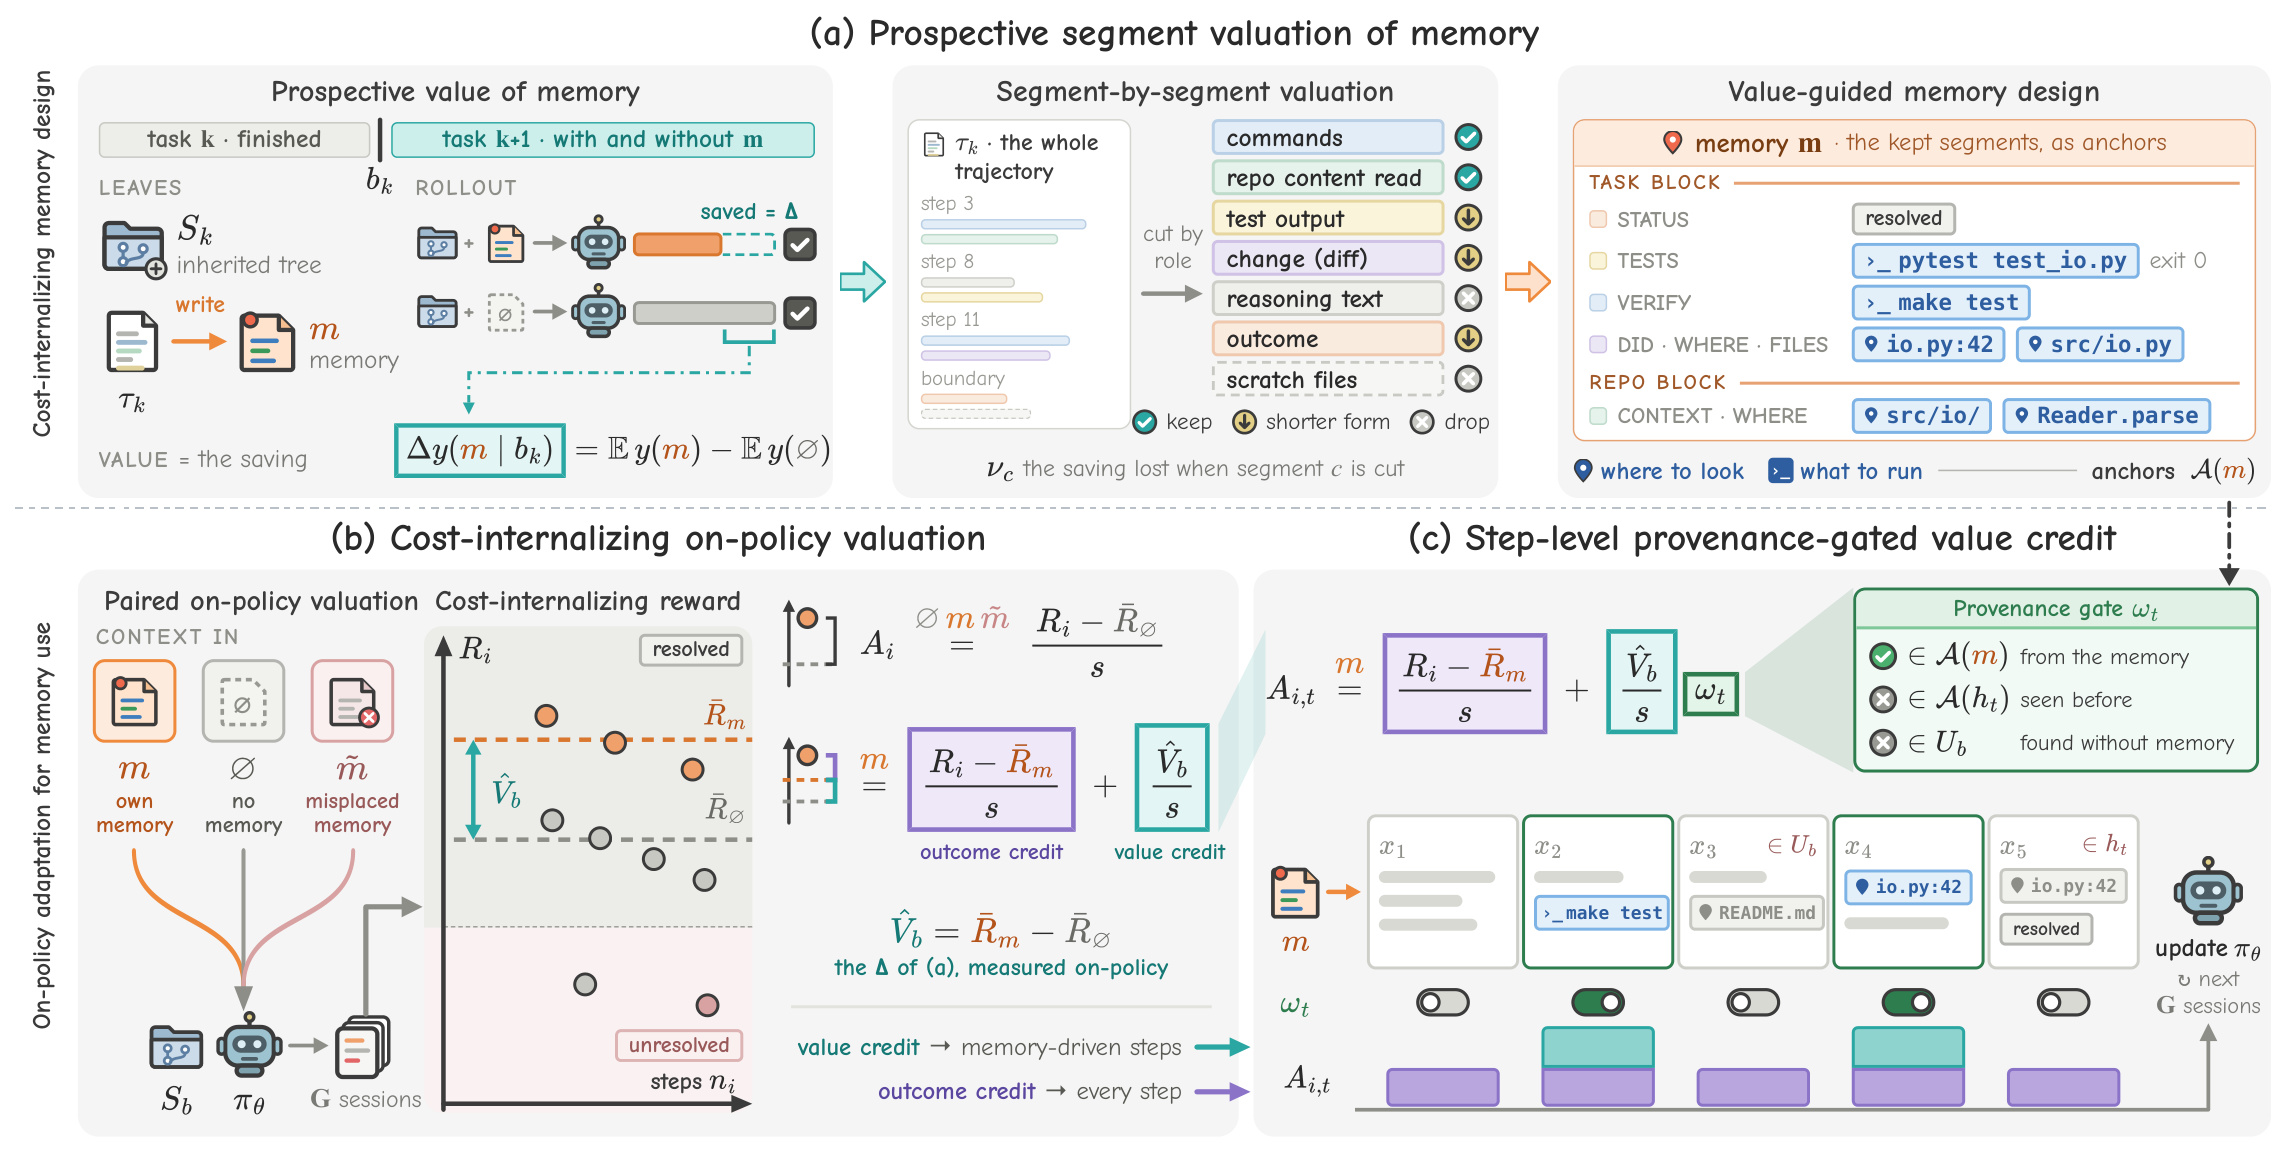 (a) Prospective segment valuation of memory
Cost-internalizing memory design
Prospective value of memory
task k · finished
task k+1 · with and without m
b_k
LEAVES
ROLLOUT
saved = Δ
S_k
inherited tree
+
write
m
memory
τ_k
+
∅
VALUE = the saving
Δy(m | b_k) = 𝔼 y(m) − 𝔼 y(∅)
Segment-by-segment valuation
τ_k · the whole
trajectory
step 3
step 8
step 11
boundary
cut by
role
commands
repo content read
test output
change (diff)
reasoning text
outcome
scratch files
keep
shorter form
drop
ν_c the saving lost when segment c is cut
Value-guided memory design
memory m · the kept segments, as anchors
TASK BLOCK
STATUS
resolved
TESTS
›_ pytest test_io.py exit 0
VERIFY
›_ make test
DID · WHERE · FILES
io.py:42
src/io.py
REPO BLOCK
CONTEXT · WHERE
src/io/
Reader.parse
where to look
›_ what to run
anchors 𝒜(m)
On-policy adaptation for memory use
(b) Cost-internalizing on-policy valuation
Paired on-policy valuation
CONTEXT IN
∅
m
∅
m̃
own
memory
no
memory
misplaced
memory
S_b
π_θ
G sessions
Cost-internalizing reward
R_i
resolved
R̄_m
V̂_b
R̄_∅
unresolved
steps n_i
A_i
∅ m m̃
=
R_i − R̄_∅
s
m
=
R_i − R̄_m
s
+
V̂_b
s
outcome credit
value credit
V̂_b = R̄_m − R̄_∅
the Δ of (a), measured on-policy
value credit → memory-driven steps
outcome credit → every step
(c) Step-level provenance-gated value credit
A_{i,t}
m
=
R_i − R̄_m
s
+
V̂_b
s
ω_t
Provenance gate ω_t
∈ 𝒜(m) from the memory
∈ 𝒜(h_t) seen before
∈ U_b found without memory
m
x_1
x_2
›_make test
x_3
∈ U_b
README.md
x_4
io.py:42
x_5
∈ h_t
io.py:42
resolved
update π_θ
↻ next
G sessions
ω_t
A_{i,t}